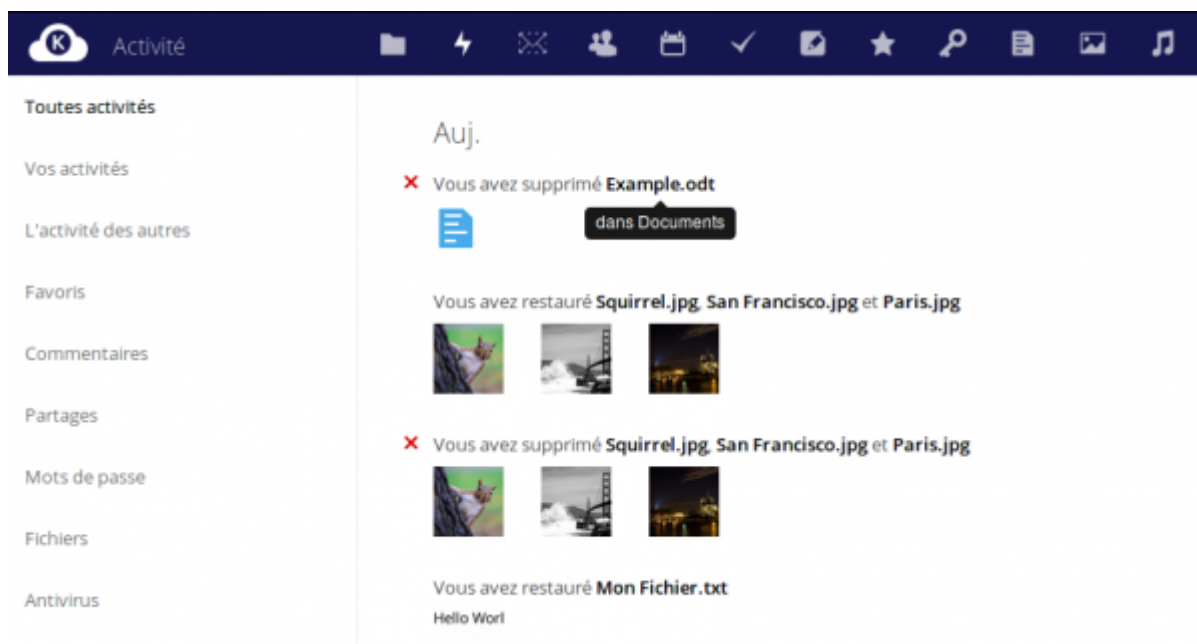 K Activité
Toutes activités
Vos activités
L'activité des autres
Favoris
Commentaires
Partages
Mots de passe
Fichiers
Antivirus
Auj.
Vous avez supprimé Example.odt
dans Documents
Vous avez restauré Squirrel.jpg, San Francisco.jpg et Paris.jpg
Vous avez supprimé Squirrel.jpg, San Francisco.jpg et Paris.jpg
Vous avez restauré Mon Fichier.txt
Hello Worl